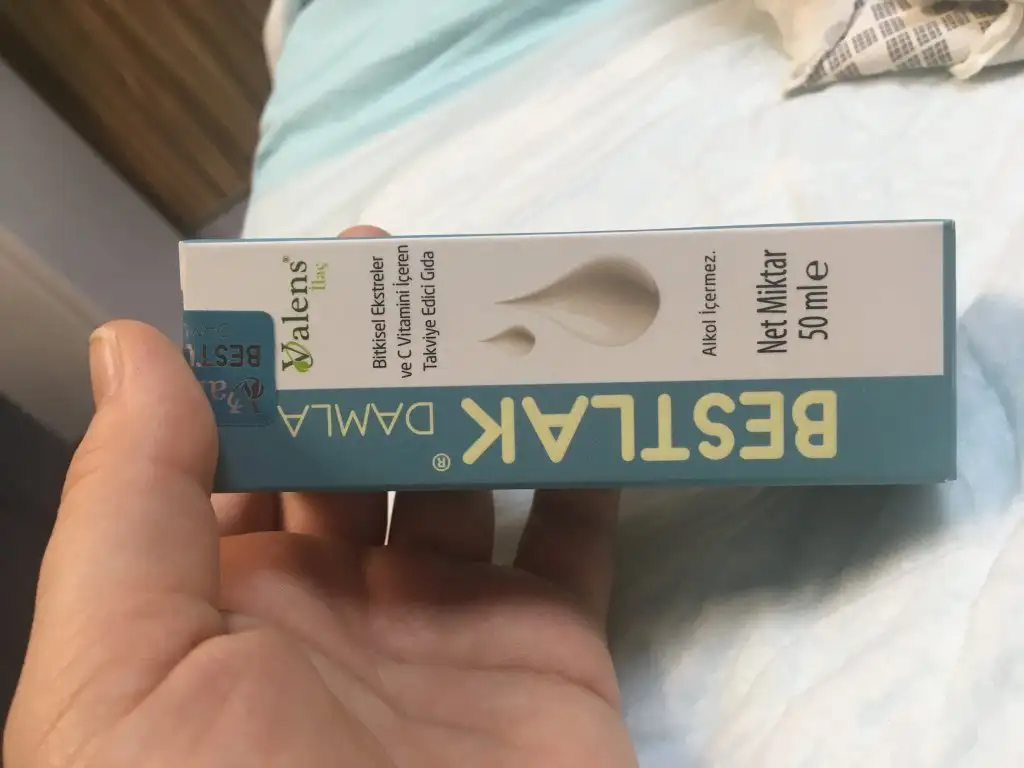 Valens®
İlaç
Bitkisel Ekstreler
ve C Vitamini İçeren
Takviye Edici Gıda
Alkol İçermez.
Net Miktar
50 ml e
BESTLAK®
DAMLA